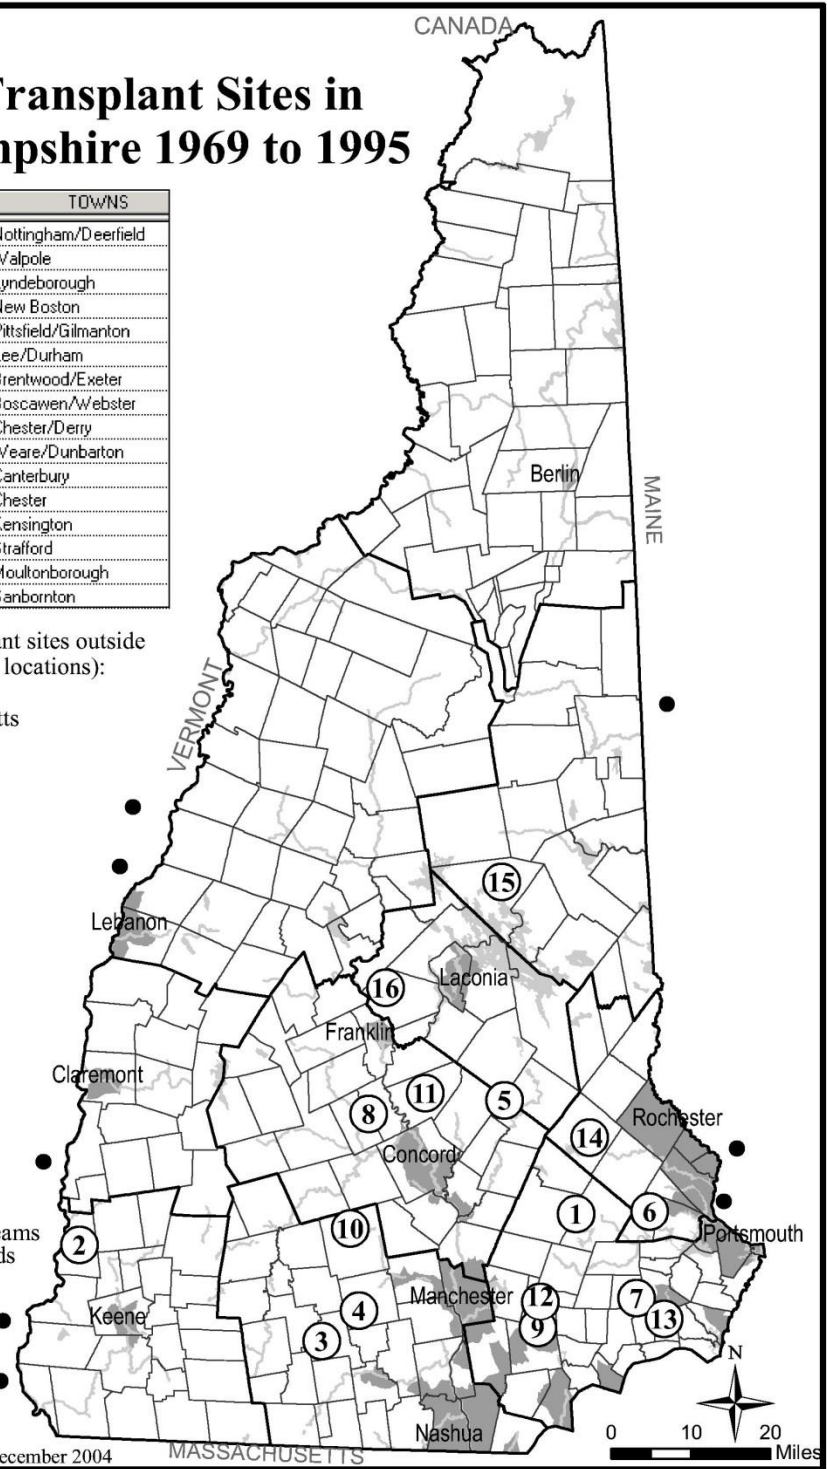 CANADA
Transplant Sites in
mpshire 1969 to 1995
TOWNS
Nottingham/Deerfield
Walpole
Lyndeborough
New Boston
Pittsfield/Gilmanton
Lee/Durham
Brentwood/Exeter
Boscawen/Webster
Chester/Derry
Weare/Dunbarton
Canterbury
Chester
Kensington
Strafford
Moultonborough
Sanbornton
ant sites outside
locations):
tts
Berlin
MAINE
VERMONT
15
Lebanon
16
Laconia
Franklin
Claremont
11
5
8
Rochester
14
Concord
1
6
10
2
Portsmouth
eams
ds
Manchester
12
7
Keene
4
13
9
3
N
Nashua
0 10 20
Miles
ecember 2004
MASSACHUSETTS